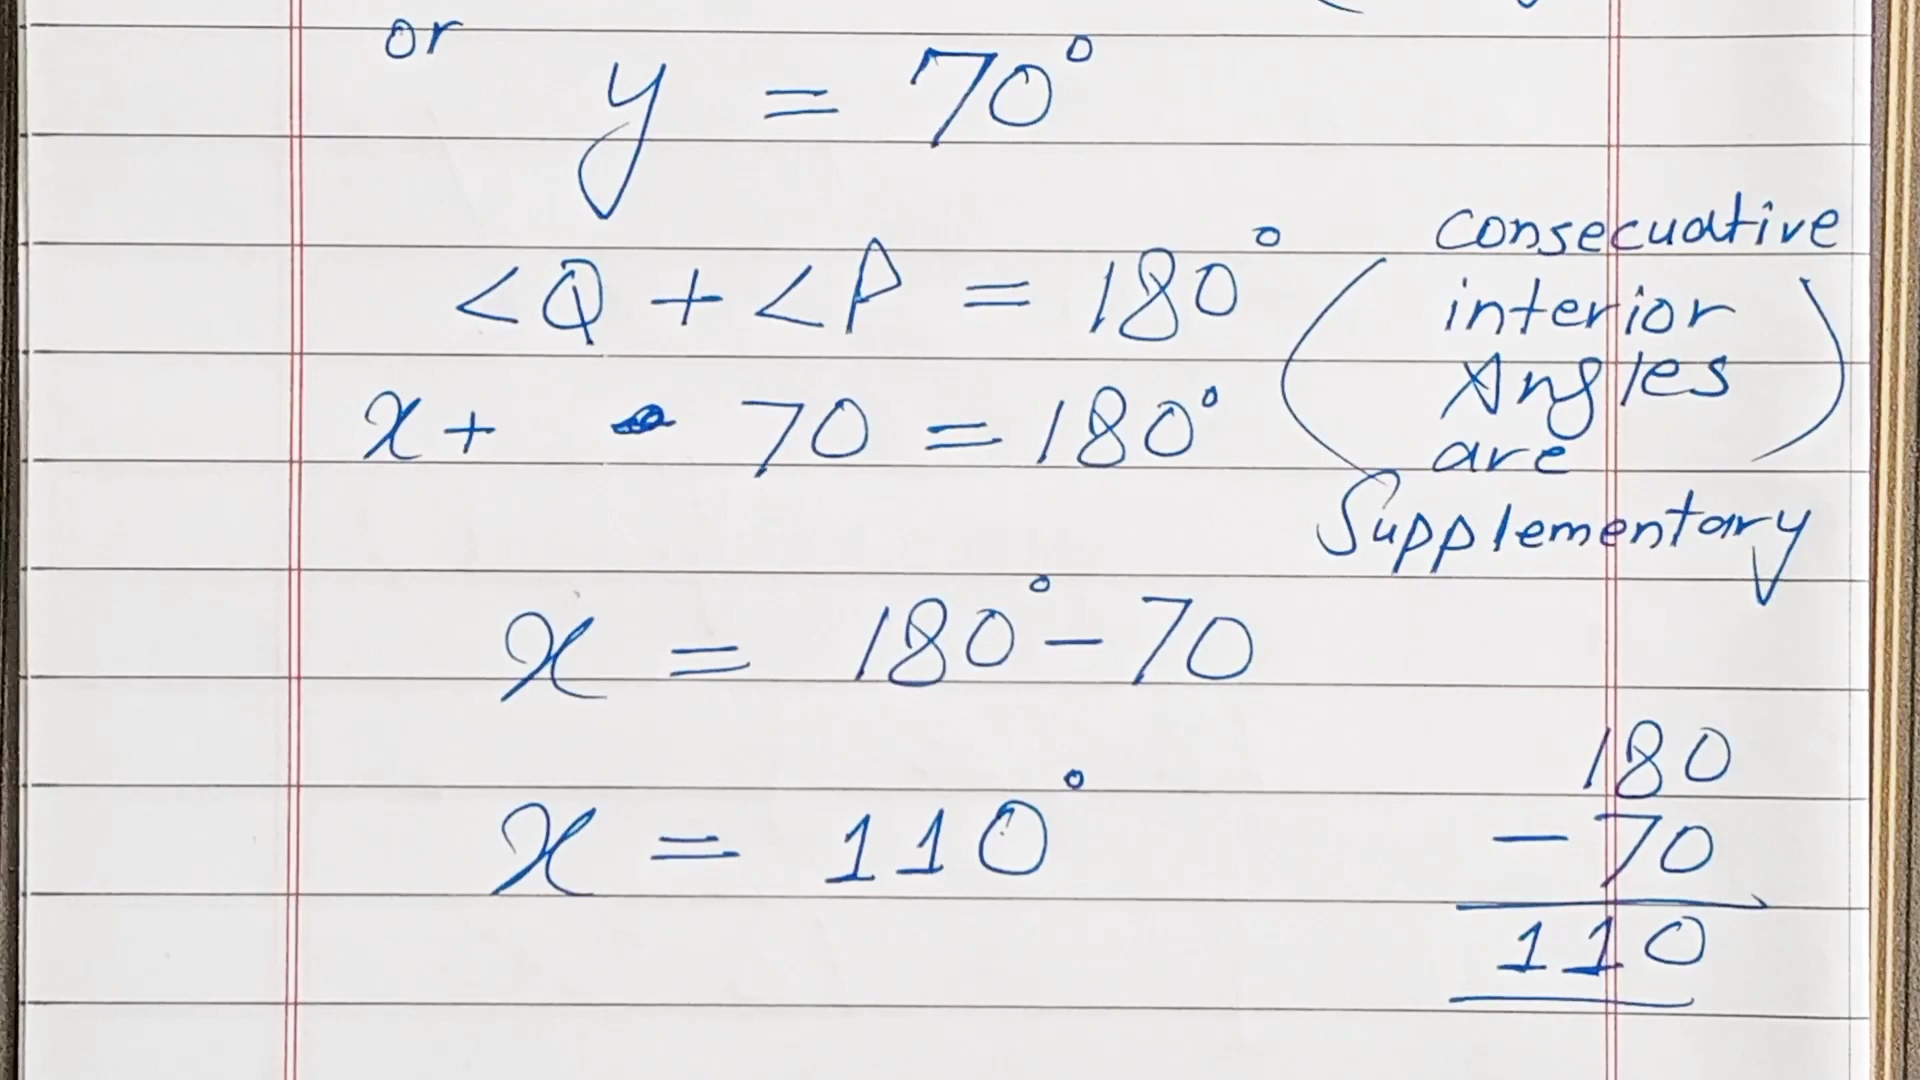 or
y = 70°
<Q + <P = 180° (consecuative
interior
Angles
are
Supplementary)
x + 70 = 180°
x = 180° - 70
x = 110°
180
- 70
110